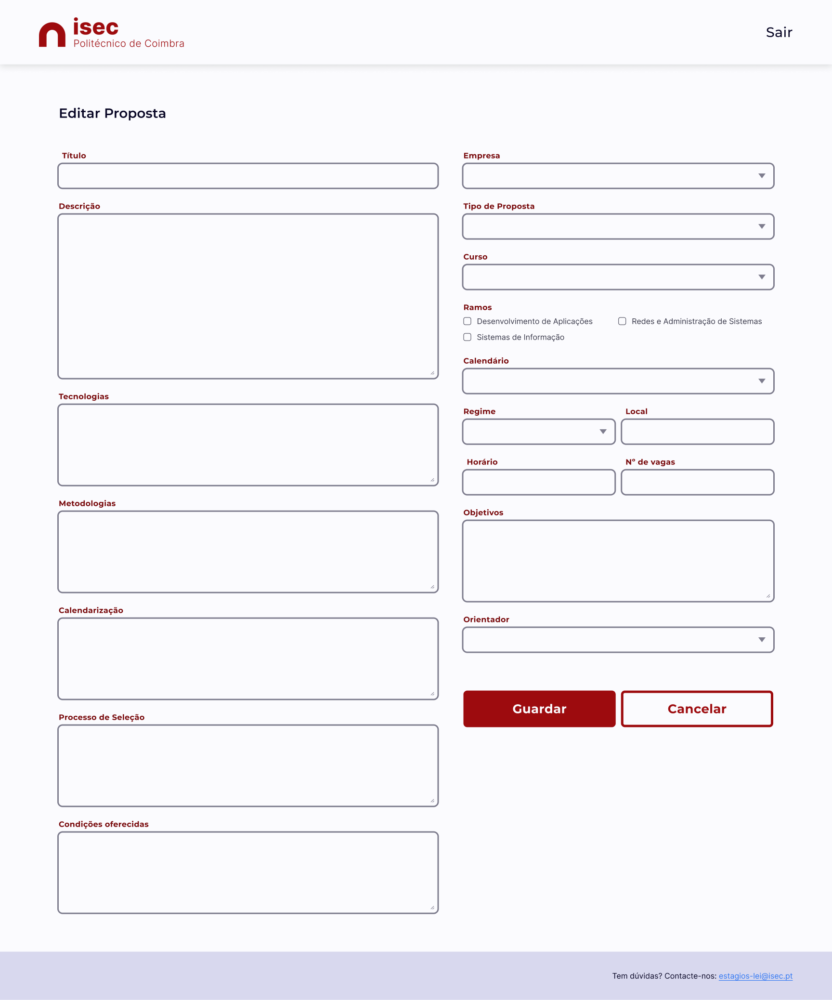 isec
Politécnico de Coimbra
Sair
Editar Proposta
Título
Descrição
Tecnologias
Metodologias
Calendarização
Processo de Seleção
Condições oferecidas
Empresa
Tipo de Proposta
Curso
Ramos
Desenvolvimento de Aplicações
Redes e Administração de Sistemas
Sistemas de Informação
Calendário
Regime
Local
Horário
Nº de vagas
Objetivos
Orientador
Guardar
Cancelar
Tem dúvidas? Contacte-nos: estagios-lei@isec.pt